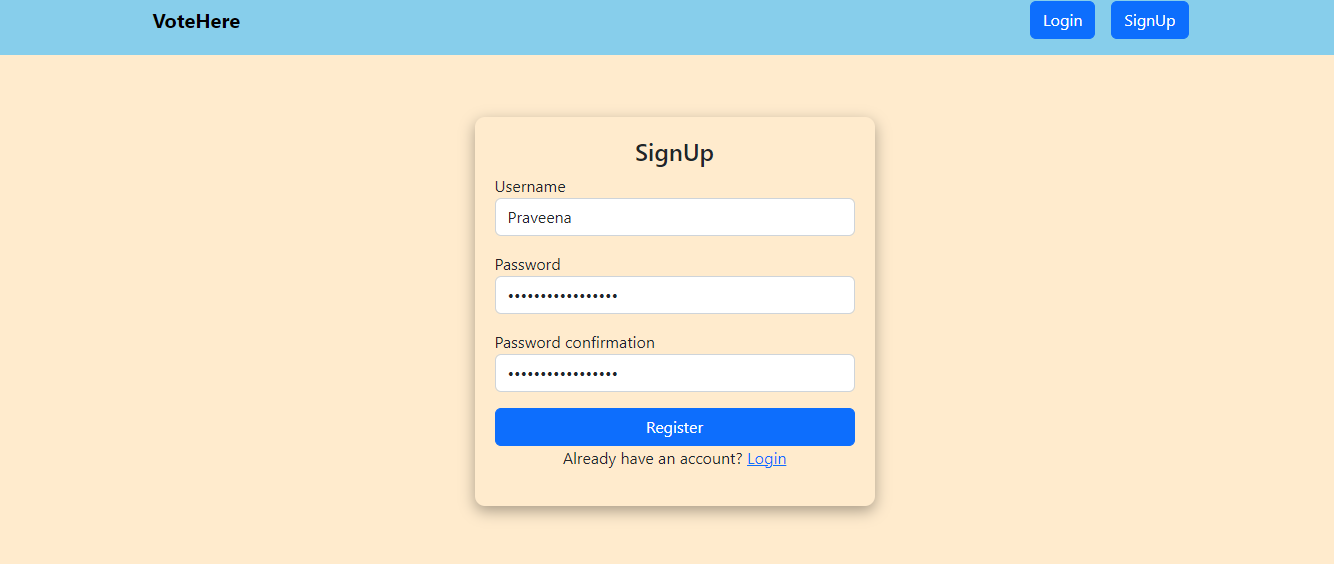 VoteHere Login SignUp
SignUp
Username
Praveena
Password
•••••••••••••••••
Password confirmation
•••••••••••••••••
Register
Already have an account? Login